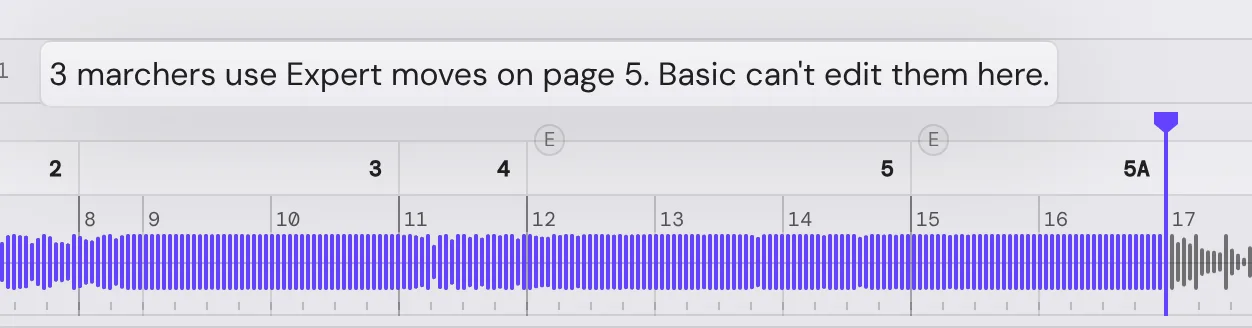 1
3 marchers use Expert moves on page 5. Basic can't edit them here.
E E
2 3 4 5 5A
8 9 10 11 12 13 14 15 16 17